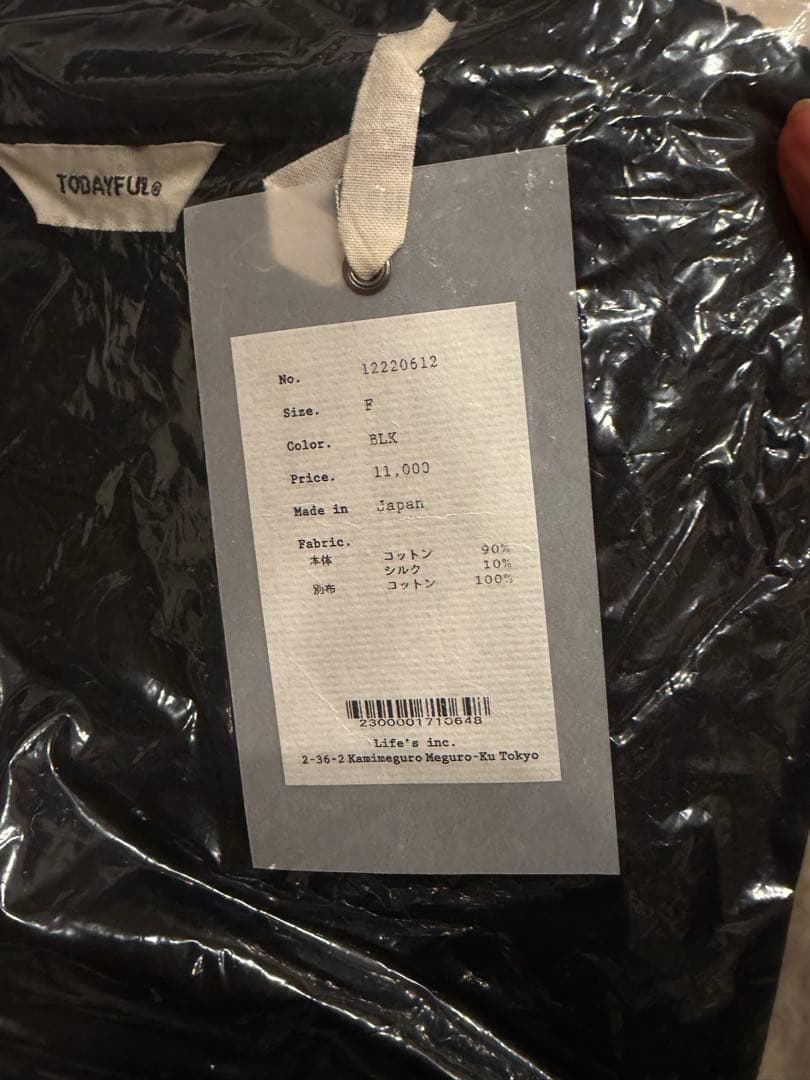 TODAYFUL®
No. 12220612
Size. F
Color. BLK
Price. 11,000
Made in Japan
Fabric.
本体 コットン 90%
シルク 10%
別布 コットン 100%
2300001710648
Life's inc.
2-36-2 Kamimeguro Meguro-Ku Tokyo